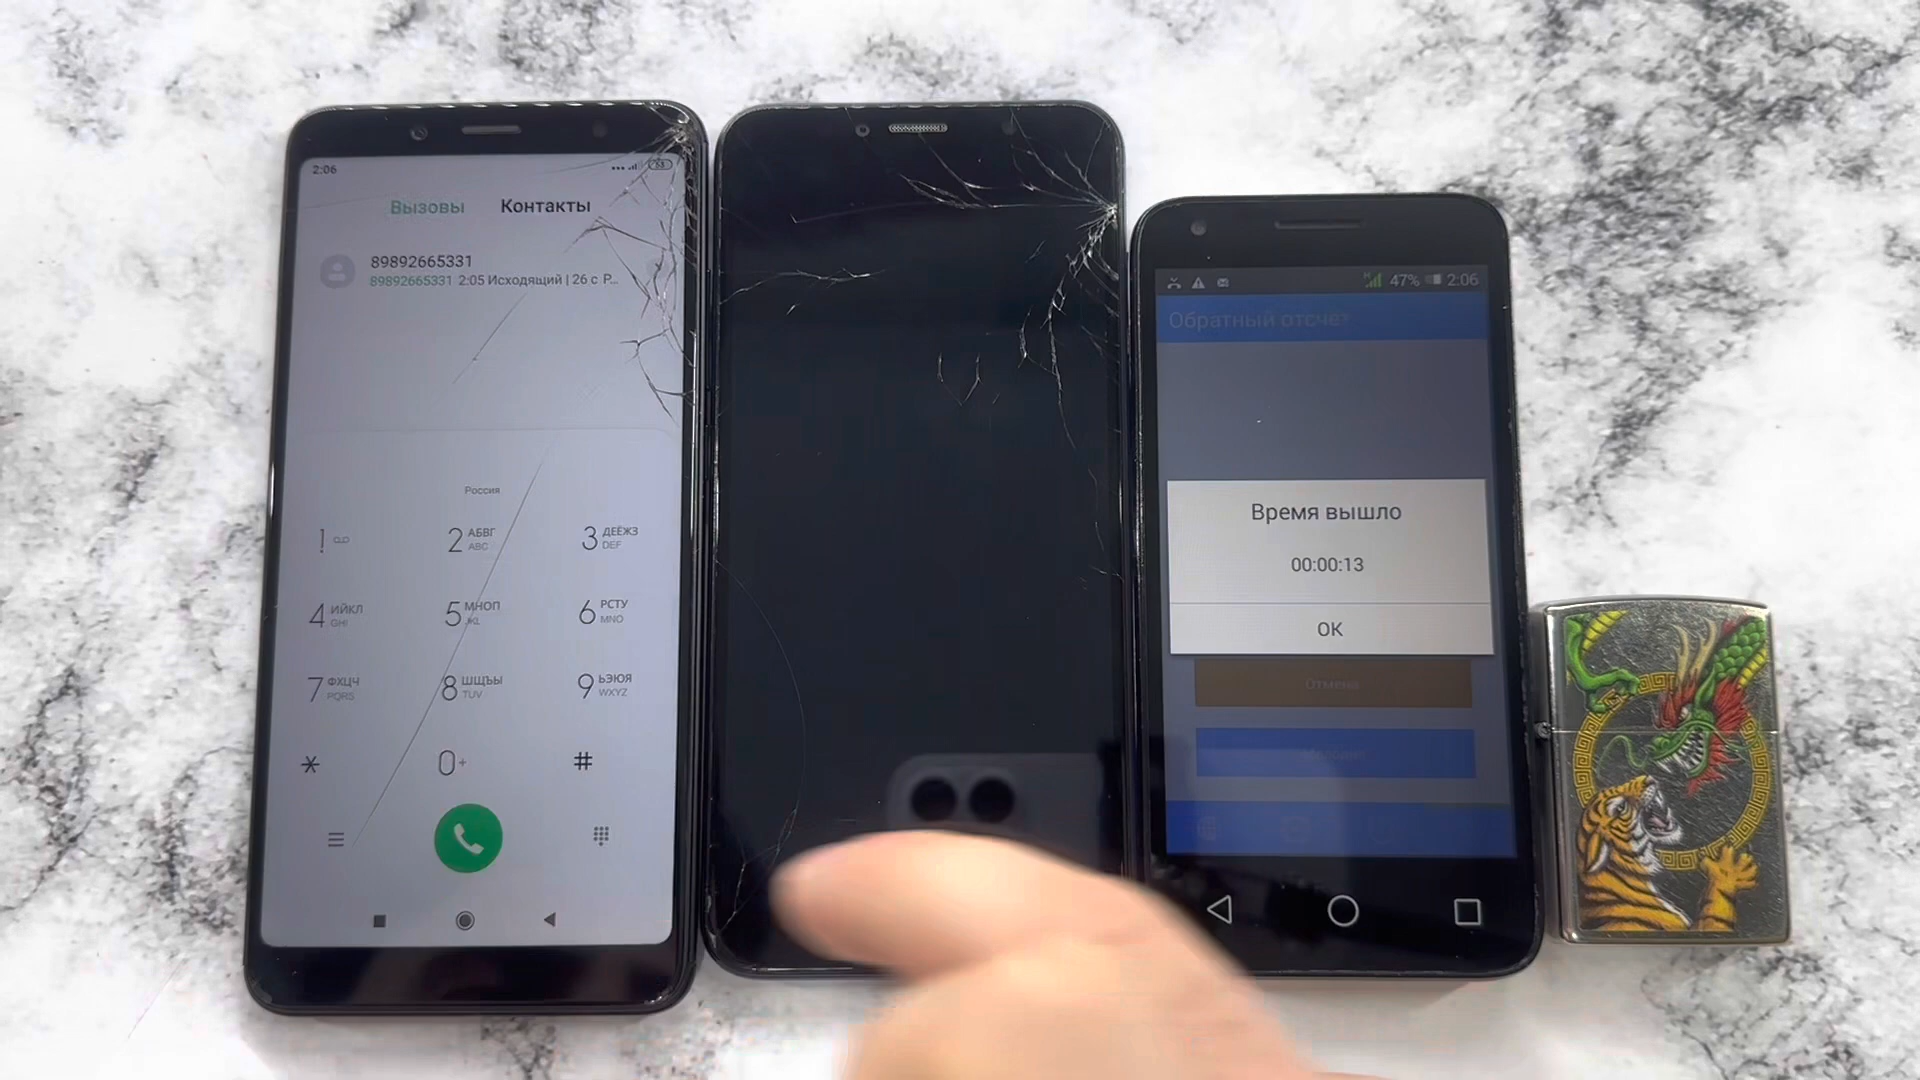 2:06
53
Вызовы Контакты
89892665331
89892665331 2:05 Исходящий | 26 с Р...
Россия
1
2 АБВГ ABC
3 ДЕЁЖЗ DEF
4 ИЙКЛ GHI
5 МНОП JKL
6 РСТУ MNO
7 ФХЦЧ PQRS
8 ШЩЪЫ TUV
9 ЬЭЮЯ WXYZ
*
0 +
#
H 47% 2:06
Обратный отсчет
Время вышло
00:00:13
OK
Отмена